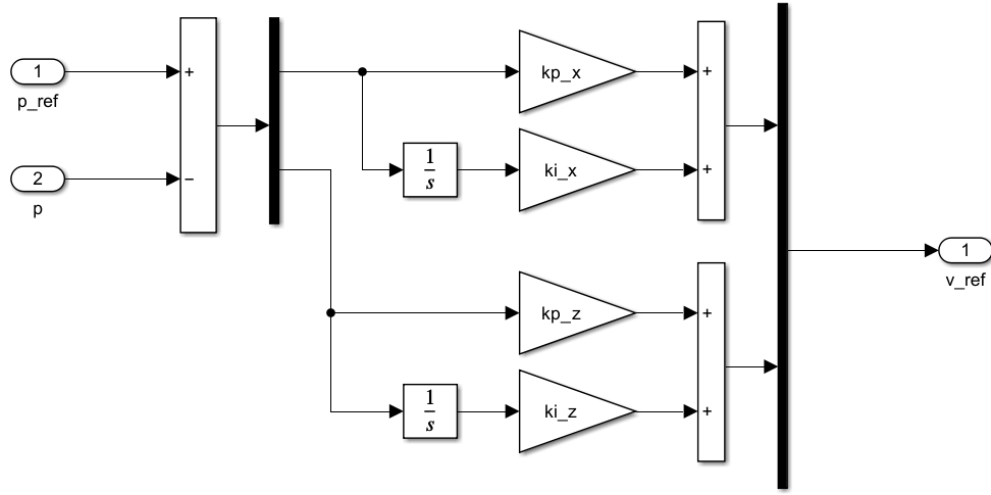 1
p_ref
+
2
p
−
kp_x
1
s
ki_x
+
+
kp_z
1
s
ki_z
+
+
1
v_ref